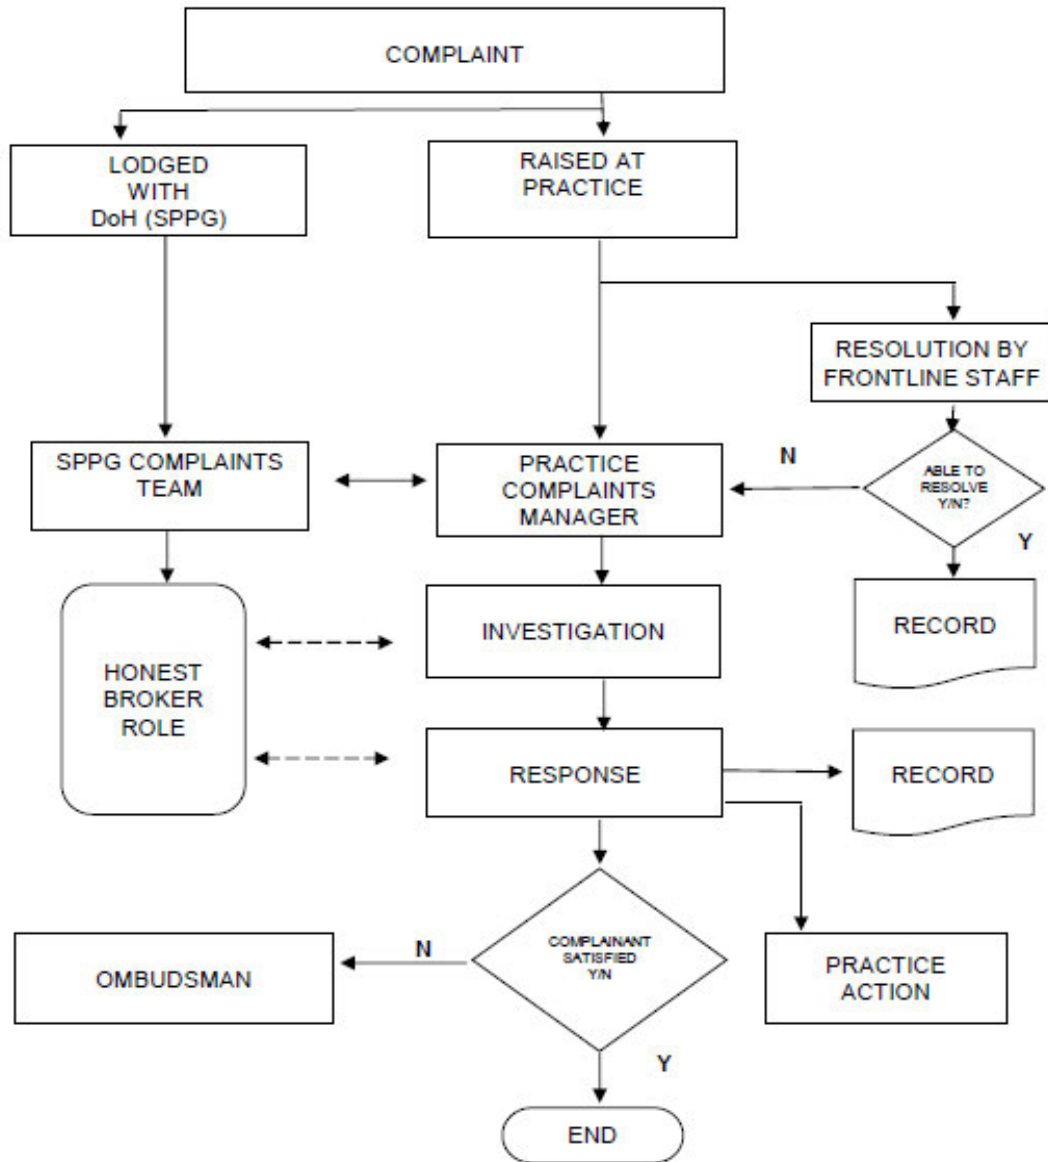 COMPLAINT
LODGED
WITH
DoH (SPPG)
RAISED AT
PRACTICE
RESOLUTION BY
FRONTLINE STAFF
SPPG COMPLAINTS
TEAM
PRACTICE
COMPLAINTS
MANAGER
N
ABLE TO
RESOLVE
Y/N?
Y
HONEST
BROKER
ROLE
INVESTIGATION
RECORD
RESPONSE
RECORD
OMBUDSMAN
N
COMPLAINANT
SATISFIED
Y/N
PRACTICE
ACTION
Y
END